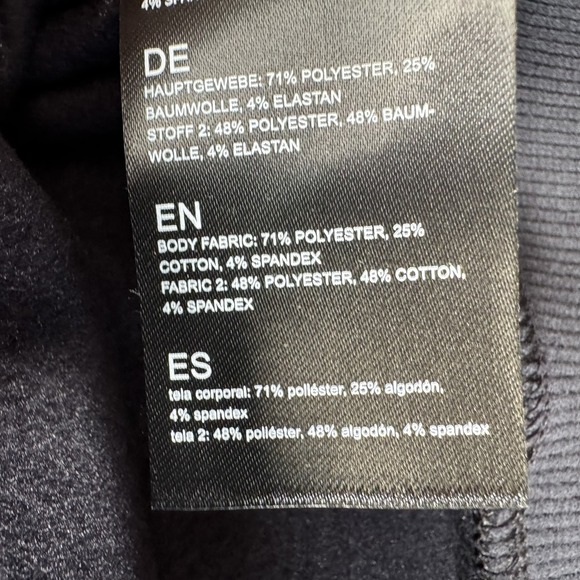 4% SPAN
DE
HAUPTGEWEBE: 71% POLYESTER, 25%
BAUMWOLLE, 4% ELASTAN
STOFF 2: 48% POLYESTER, 48% BAUM-
WOLLE, 4% ELASTAN
EN
BODY FABRIC: 71% POLYESTER, 25%
COTTON, 4% SPANDEX
FABRIC 2: 48% POLYESTER, 48% COTTON,
4% SPANDEX
ES
tela corporal: 71% poliéster, 25% algodón,
4% spandex
tela 2: 48% poliéster, 48% algodón, 4% spandex